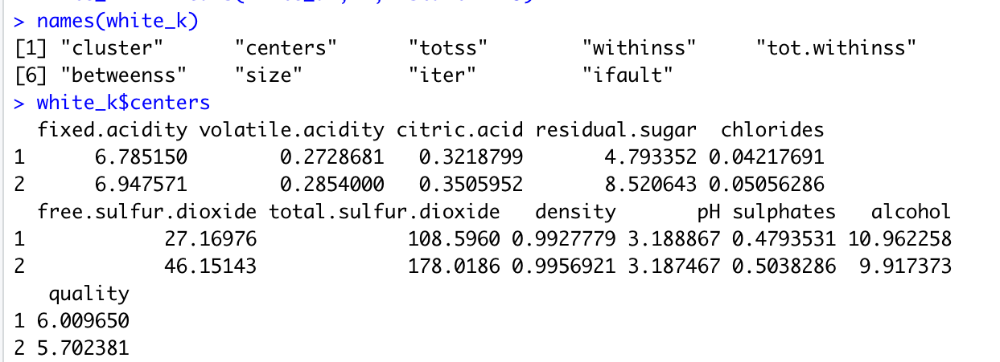 > names(white_k)
[1] "cluster"      "centers"      "totss"        "withinss"     "tot.withinss"
[6] "betweenss"    "size"         "iter"         "ifault"
> white_k$centers
  fixed.acidity volatile.acidity citric.acid residual.sugar  chlorides
1      6.785150        0.2728681   0.3218799       4.793352 0.04217691
2      6.947571        0.2854000   0.3505952       8.520643 0.05056286
  free.sulfur.dioxide total.sulfur.dioxide   density       pH sulphates   alcohol
1            27.16976             108.5960 0.9927779 3.188867 0.4793531 10.962258
2            46.15143             178.0186 0.9956921 3.187467 0.5038286  9.917373
   quality
1 6.009650
2 5.702381